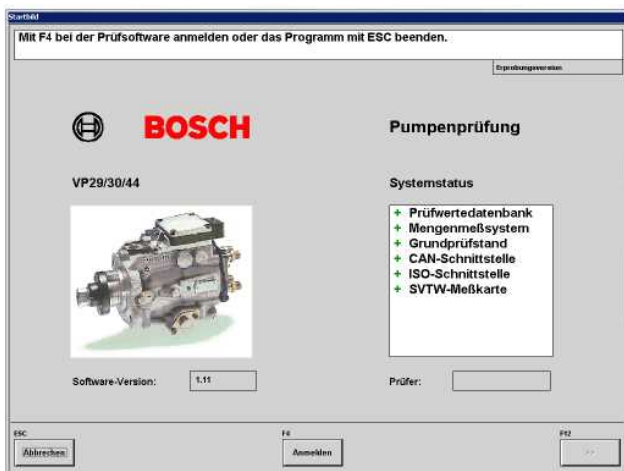 Startbild
Mit F4 bei der Prüfsoftware anmelden oder das Programm mit ESC beenden.
Erprobungsversion
BOSCH
Pumpenprüfung
VP29/30/44
Systemstatus
+ Prüfwertedatenbank
+ Mengenmeßsystem
+ Grundprüfstand
+ CAN-Schnittstelle
+ ISO-Schnittstelle
+ SVTW-Meßkarte
Software-Version: 1.11
Prüfer:
ESC
F4
F12
Abbrechen
Anmelden
>>